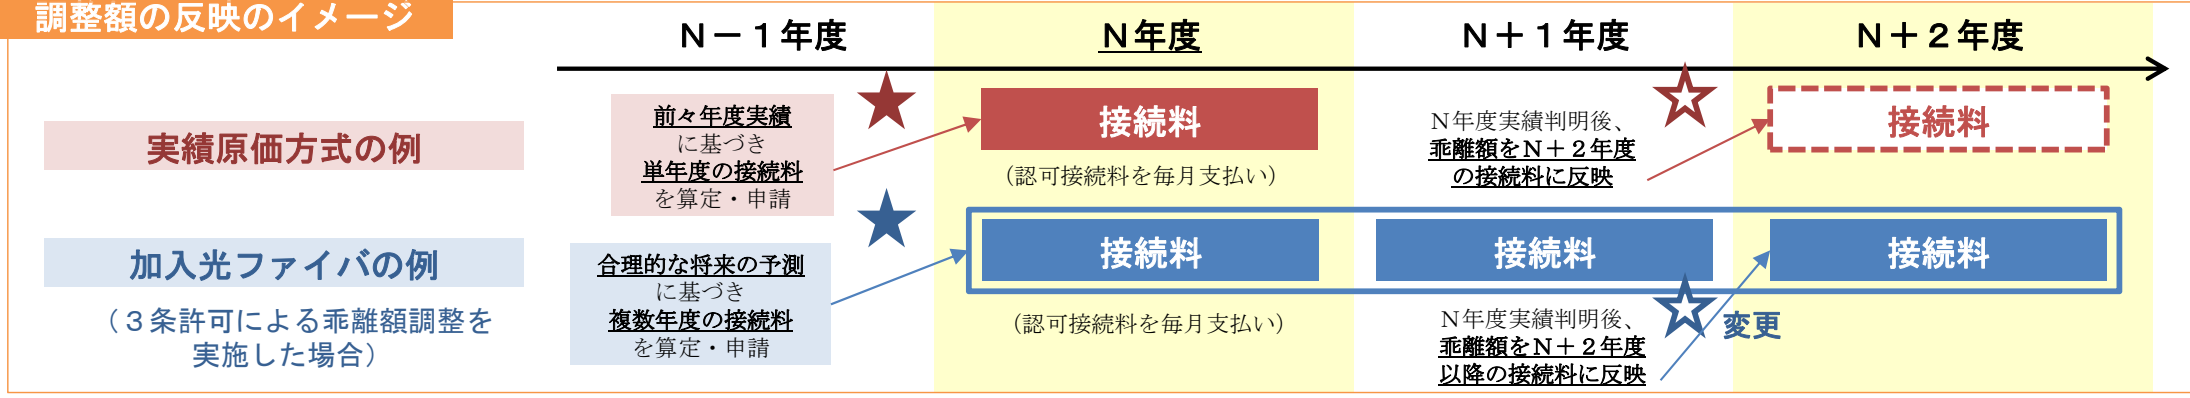 調整額の反映のイメージ
Ｎ－１年度
Ｎ年度
Ｎ＋１年度
Ｎ＋２年度
実績原価方式の例
前々年度実績
に基づき
単年度の接続料
を算定・申請
接続料
（認可接続料を毎月支払い）
Ｎ年度実績判明後、
乖離額をＮ＋２年度
の接続料に反映
接続料
加入光ファイバの例
（３条許可による乖離額調整を
実施した場合）
合理的な将来の予測
に基づき
複数年度の接続料
を算定・申請
接続料
（認可接続料を毎月支払い）
接続料
Ｎ年度実績判明後、
乖離額をＮ＋２年度
以降の接続料に反映
変更
接続料